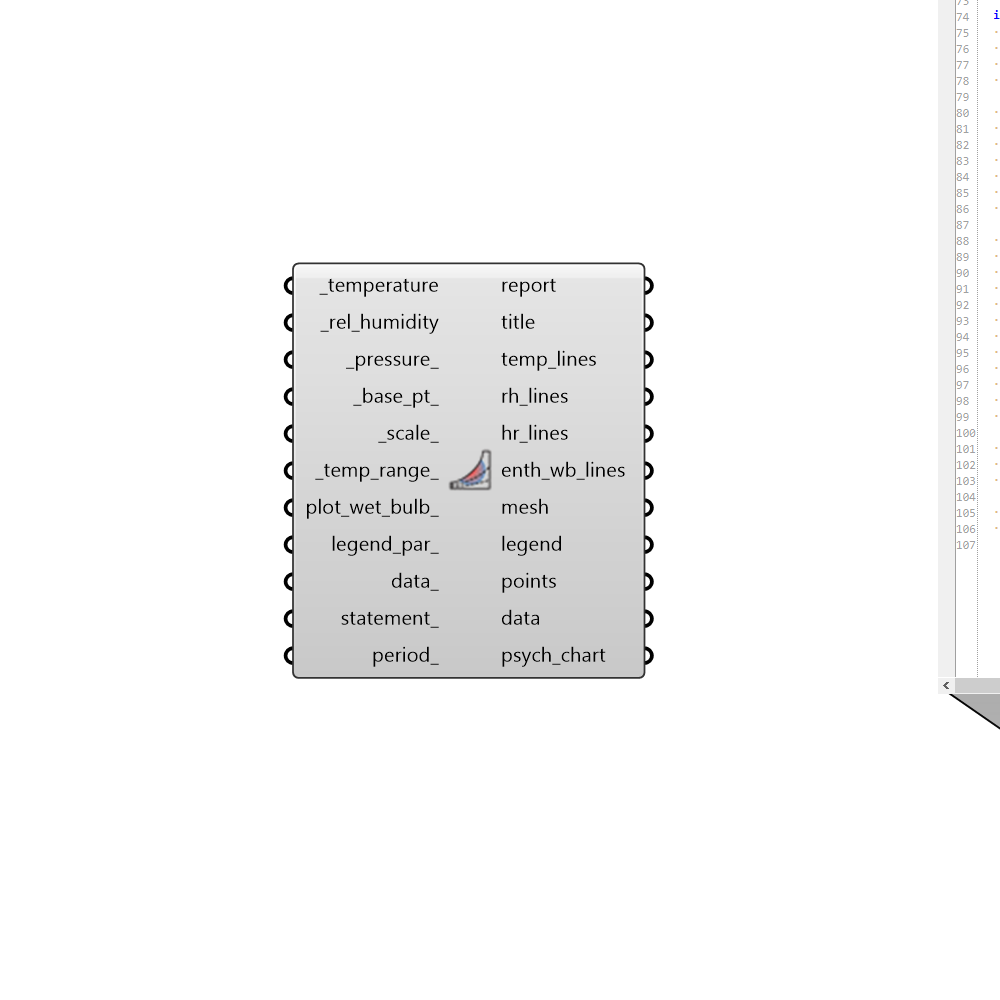 _temperature report
_rel_humidity title
_pressure_ temp_lines
_base_pt_ rh_lines
_scale_ hr_lines
_temp_range_ enth_wb_lines
plot_wet_bulb_ mesh
legend_par_ legend
data_ points
statement_ data
period_ psych_chart
73
74 i
75
76
77
78
79
80
81
82
83
84
85
86
87
88
89
90
91
92
93
94
95
96
97
98
99
100
101
102
103
104
105
106
107